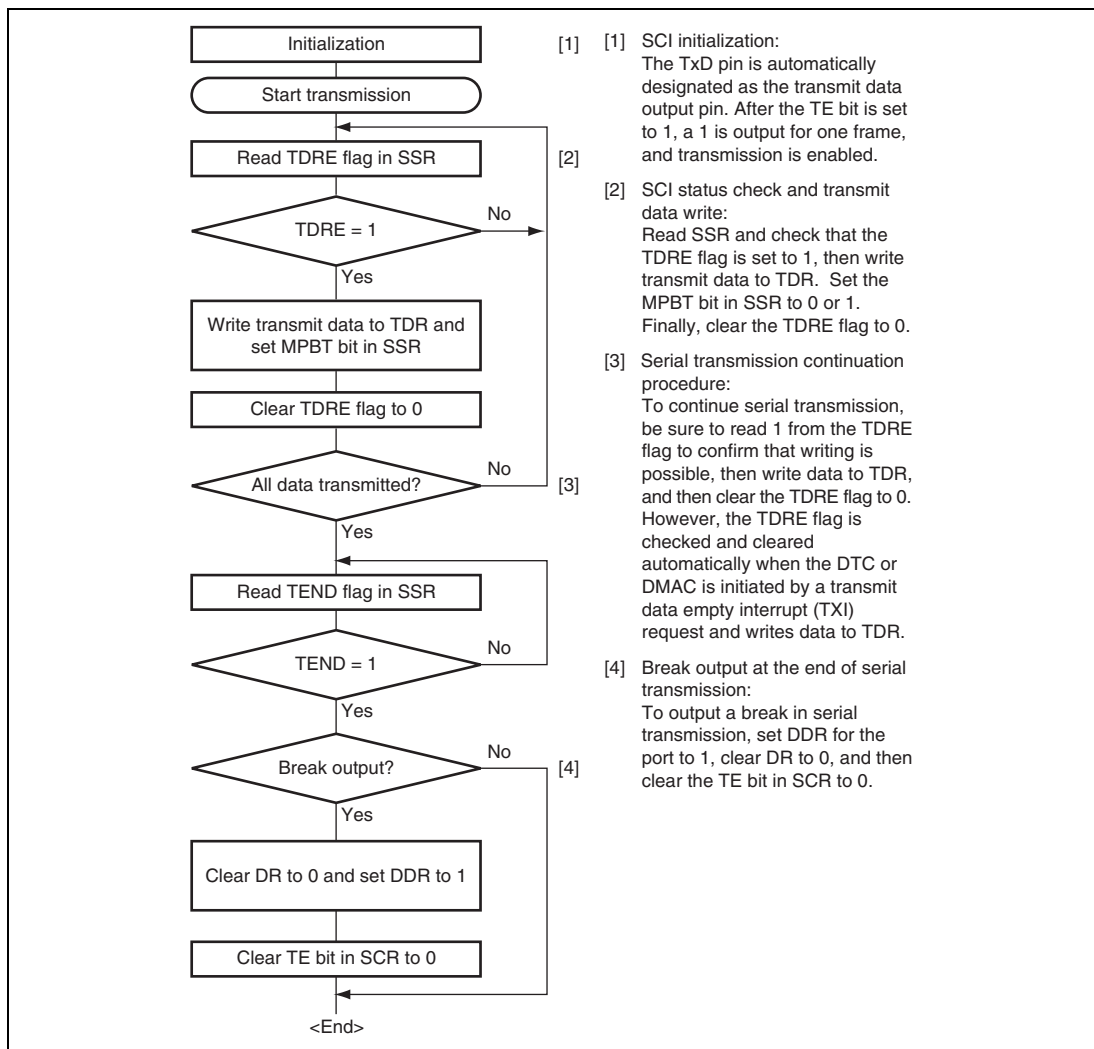 Initialization [1]
Start transmission
Read TDRE flag in SSR [2]
No
TDRE = 1
Yes
Write transmit data to TDR and
set MPBT bit in SSR
Clear TDRE flag to 0
No
All data transmitted? [3]
Yes
Read TEND flag in SSR
No
TEND = 1
Yes
No
Break output? [4]
Yes
Clear DR to 0 and set DDR to 1
Clear TE bit in SCR to 0
<End>
[1] SCI initialization:
The TxD pin is automatically
designated as the transmit data
output pin. After the TE bit is set
to 1, a 1 is output for one frame,
and transmission is enabled.
[2] SCI status check and transmit
data write:
Read SSR and check that the
TDRE flag is set to 1, then write
transmit data to TDR. Set the
MPBT bit in SSR to 0 or 1.
Finally, clear the TDRE flag to 0.
[3] Serial transmission continuation
procedure:
To continue serial transmission,
be sure to read 1 from the TDRE
flag to confirm that writing is
possible, then write data to TDR,
and then clear the TDRE flag to 0.
However, the TDRE flag is
checked and cleared
automatically when the DTC or
DMAC is initiated by a transmit
data empty interrupt (TXI)
request and writes data to TDR.
[4] Break output at the end of serial
transmission:
To output a break in serial
transmission, set DDR for the
port to 1, clear DR to 0, and then
clear the TE bit in SCR to 0.